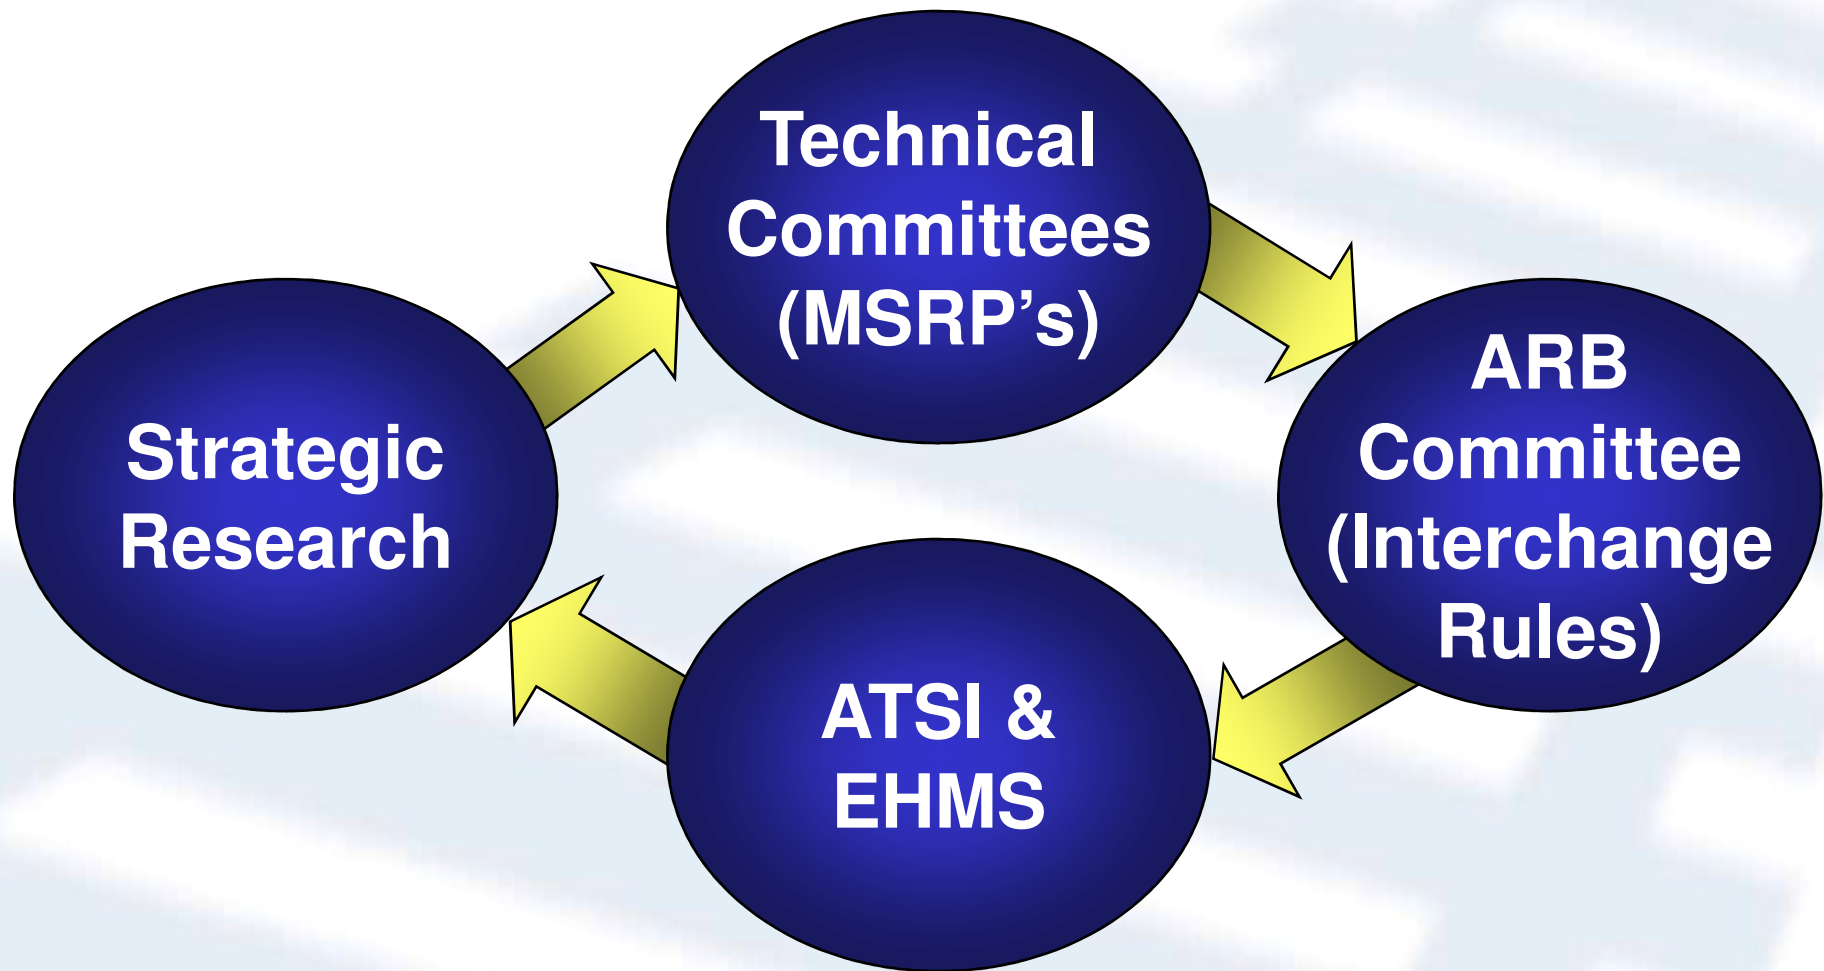 Technical
Committees
(MSRP’s)
Strategic
Research
ARB
Committee
(Interchange
Rules)
ATSI &
EHMS